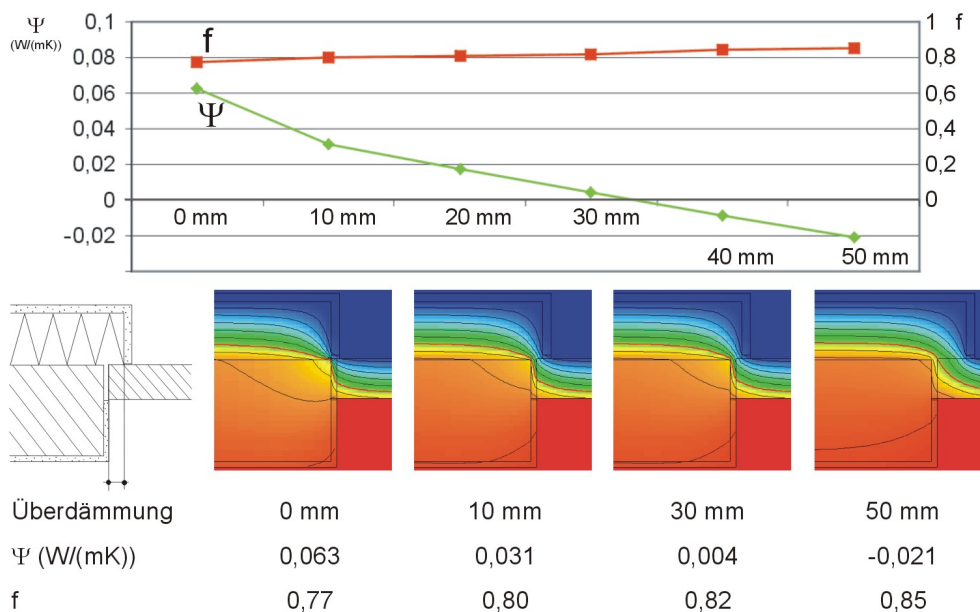 Ψ
(W/(mK))
0,1
0,08
0,06
0,04
0,02
0
-0,02
f
Ψ
1 f
0,8
0,6
0,4
0,2
0
0 mm 10 mm 20 mm 30 mm
40 mm 50 mm
Überdämmung 0 mm 10 mm 30 mm 50 mm
Ψ (W/(mK)) 0,063 0,031 0,004 -0,021
f 0,77 0,80 0,82 0,85